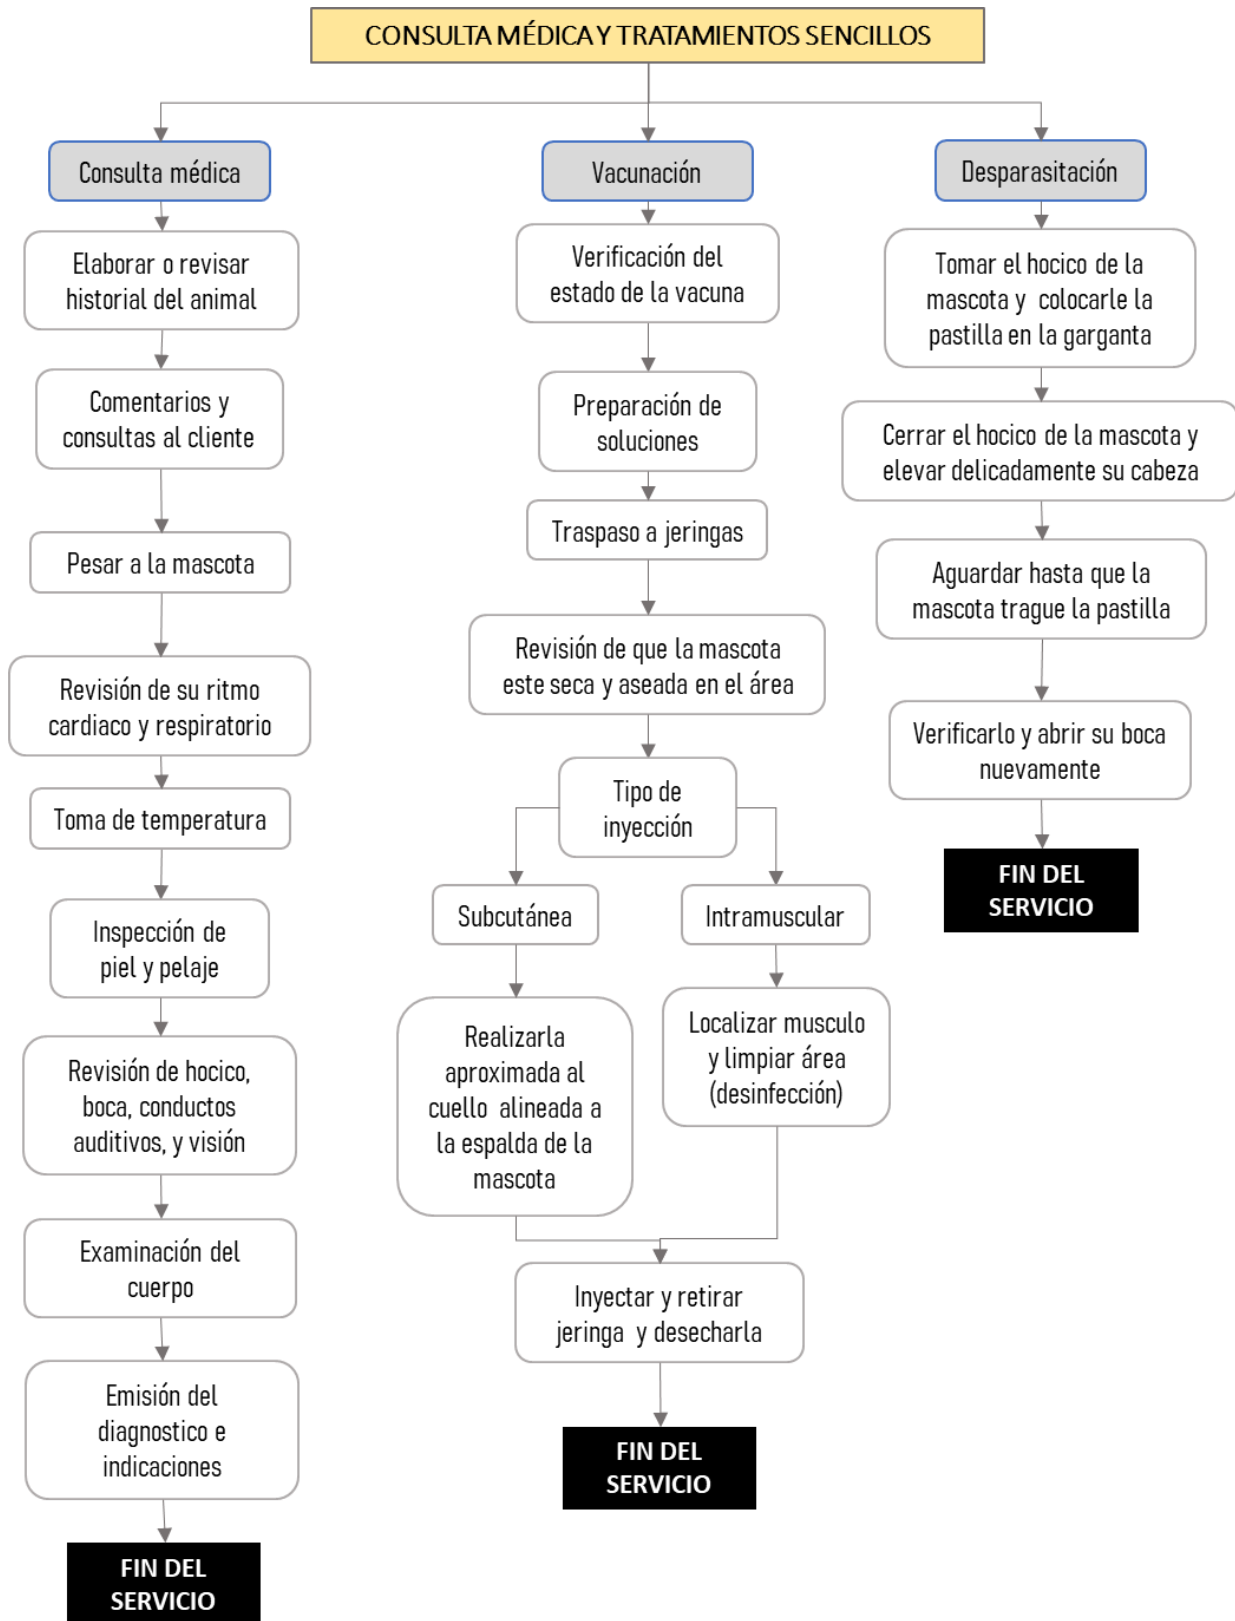 CONSULTA MÉDICA Y TRATAMIENTOS SENCILLOS
Consulta médica
Elaborar o revisar
historial del animal
Comentarios y
consultas al cliente
Pesar a la mascota
Revisión de su ritmo
cardiaco y respiratorio
Toma de temperatura
Inspección de
piel y pelaje
Revisión de hocico,
boca, conductos
auditivos, y visión
Examinación del
cuerpo
Emisión del
diagnostico e
indicaciones
FIN DEL
SERVICIO
Vacunación
Verificación del
estado de la vacuna
Preparación de
soluciones
Traspaso a jeringas
Revisión de que la mascota
este seca y aseada en el área
Tipo de
inyección
Subcutánea
Realizarla
aproximada al
cuello alineada a
la espalda de la
mascota
Intramuscular
Localizar musculo
y limpiar área
(desinfección)
Inyectar y retirar
jeringa y desecharla
FIN DEL
SERVICIO
Desparasitación
Tomar el hocico de la
mascota y colocarle la
pastilla en la garganta
Cerrar el hocico de la mascota y
elevar delicadamente su cabeza
Aguardar hasta que la
mascota trague la pastilla
Verificarlo y abrir su boca
nuevamente
FIN DEL
SERVICIO